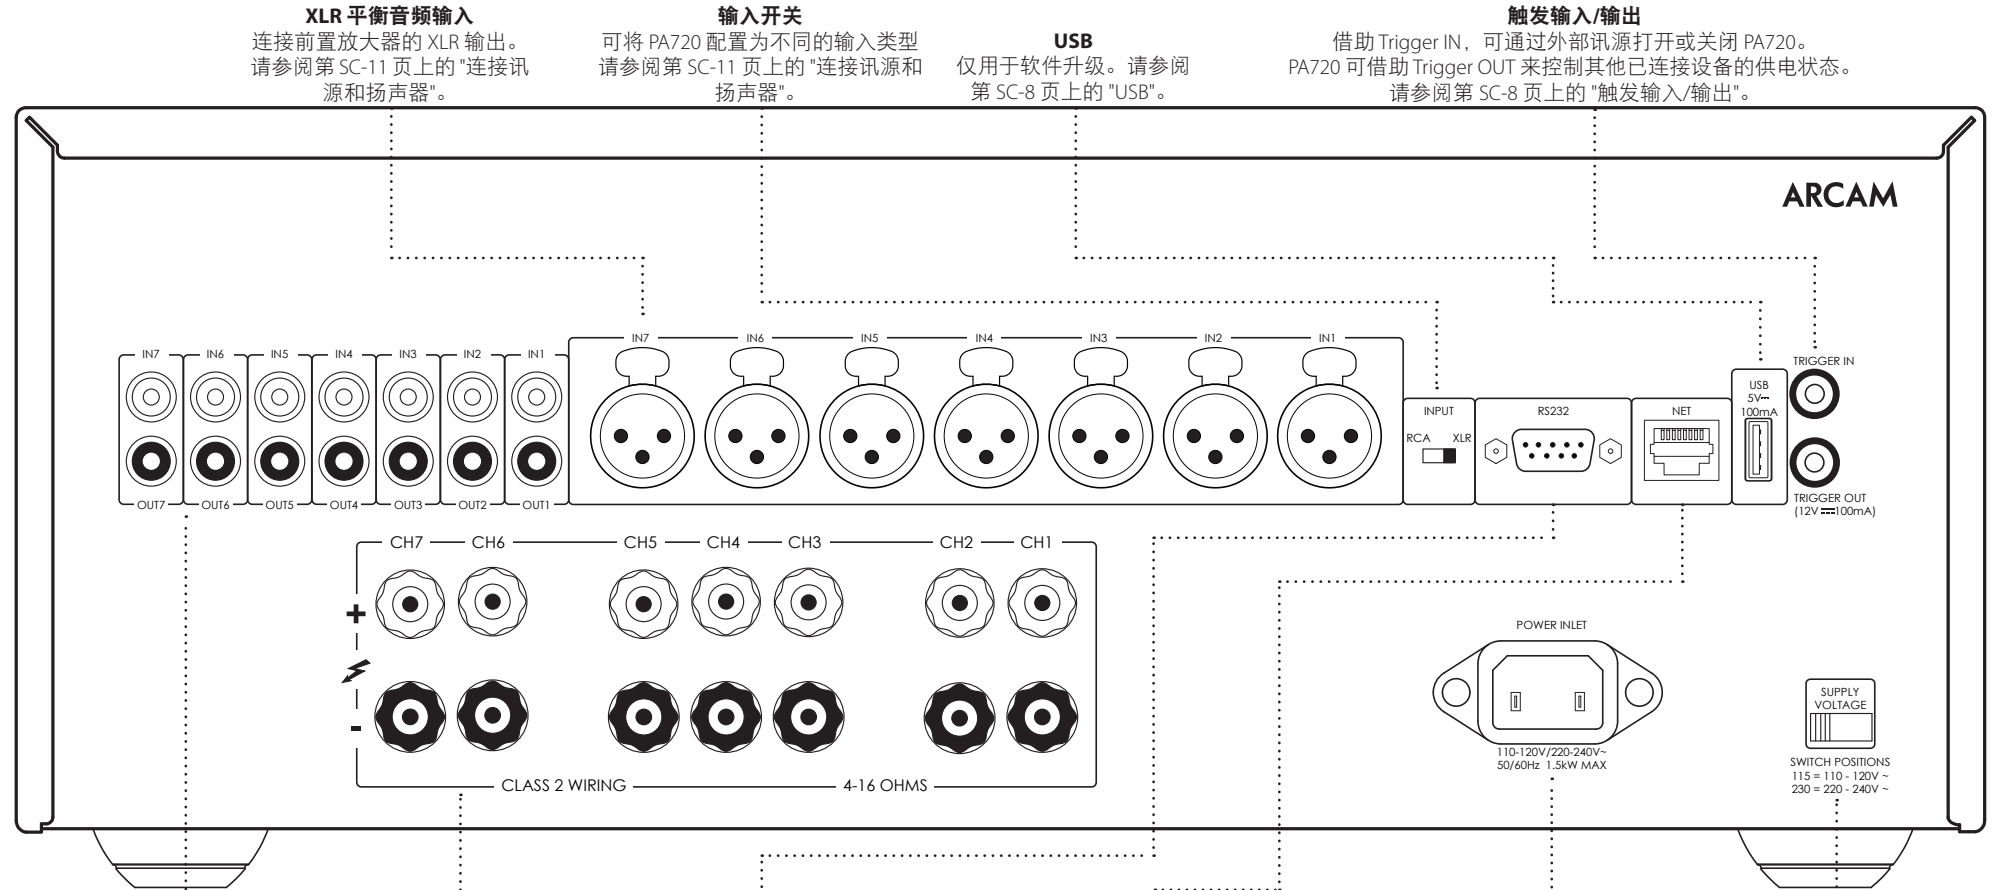 XLR 平衡音频输入
连接前置放大器的 XLR 输出。
请参阅第 SC-11 页上的 "连接讯
源和扬声器"。
输入开关
可将 PA720 配置为不同的输入类型
请参阅第 SC-11 页上的 "连接讯源和
扬声器"。
USB
仅用于软件升级。请参阅
第 SC-8 页上的 "USB"。
触发输入/输出
借助 Trigger IN，可通过外部讯源打开或关闭 PA720。
PA720 可借助 Trigger OUT 来控制其他已连接设备的供电状态。
请参阅第 SC-8 页上的 "触发输入/输出"。
ARCAM
IN7 IN6 IN5 IN4 IN3 IN2 IN1
OUT7 OUT6 OUT5 OUT4 OUT3 OUT2 OUT1
IN7 IN6 IN5 IN4 IN3 IN2 IN1
INPUT
RCA XLR
RS232
NET
USB
5V⎓
100mA
TRIGGER IN
TRIGGER OUT
(12V ⎓100mA)
CH7 CH6 CH5 CH4 CH3 CH2 CH1
+
-
CLASS 2 WIRING 4-16 OHMS
POWER INLET
110-120V/220-240V~
50/60Hz 1.5kW MAX
SUPPLY
VOLTAGE
SWITCH POSITIONS
115 = 110 - 120V ~
230 = 220 - 240V ~